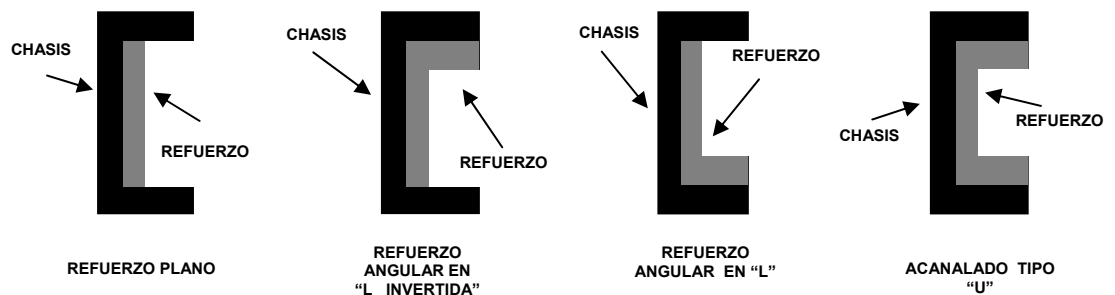 CHASIS
REFUERZO
REFUERZO PLANO
CHASIS
REFUERZO
REFUERZO
ANGULAR EN
“L INVERTIDA”
CHASIS
REFUERZO
REFUERZO
ANGULAR EN “L”
CHASIS
REFUERZO
ACANALADO TIPO
“U”